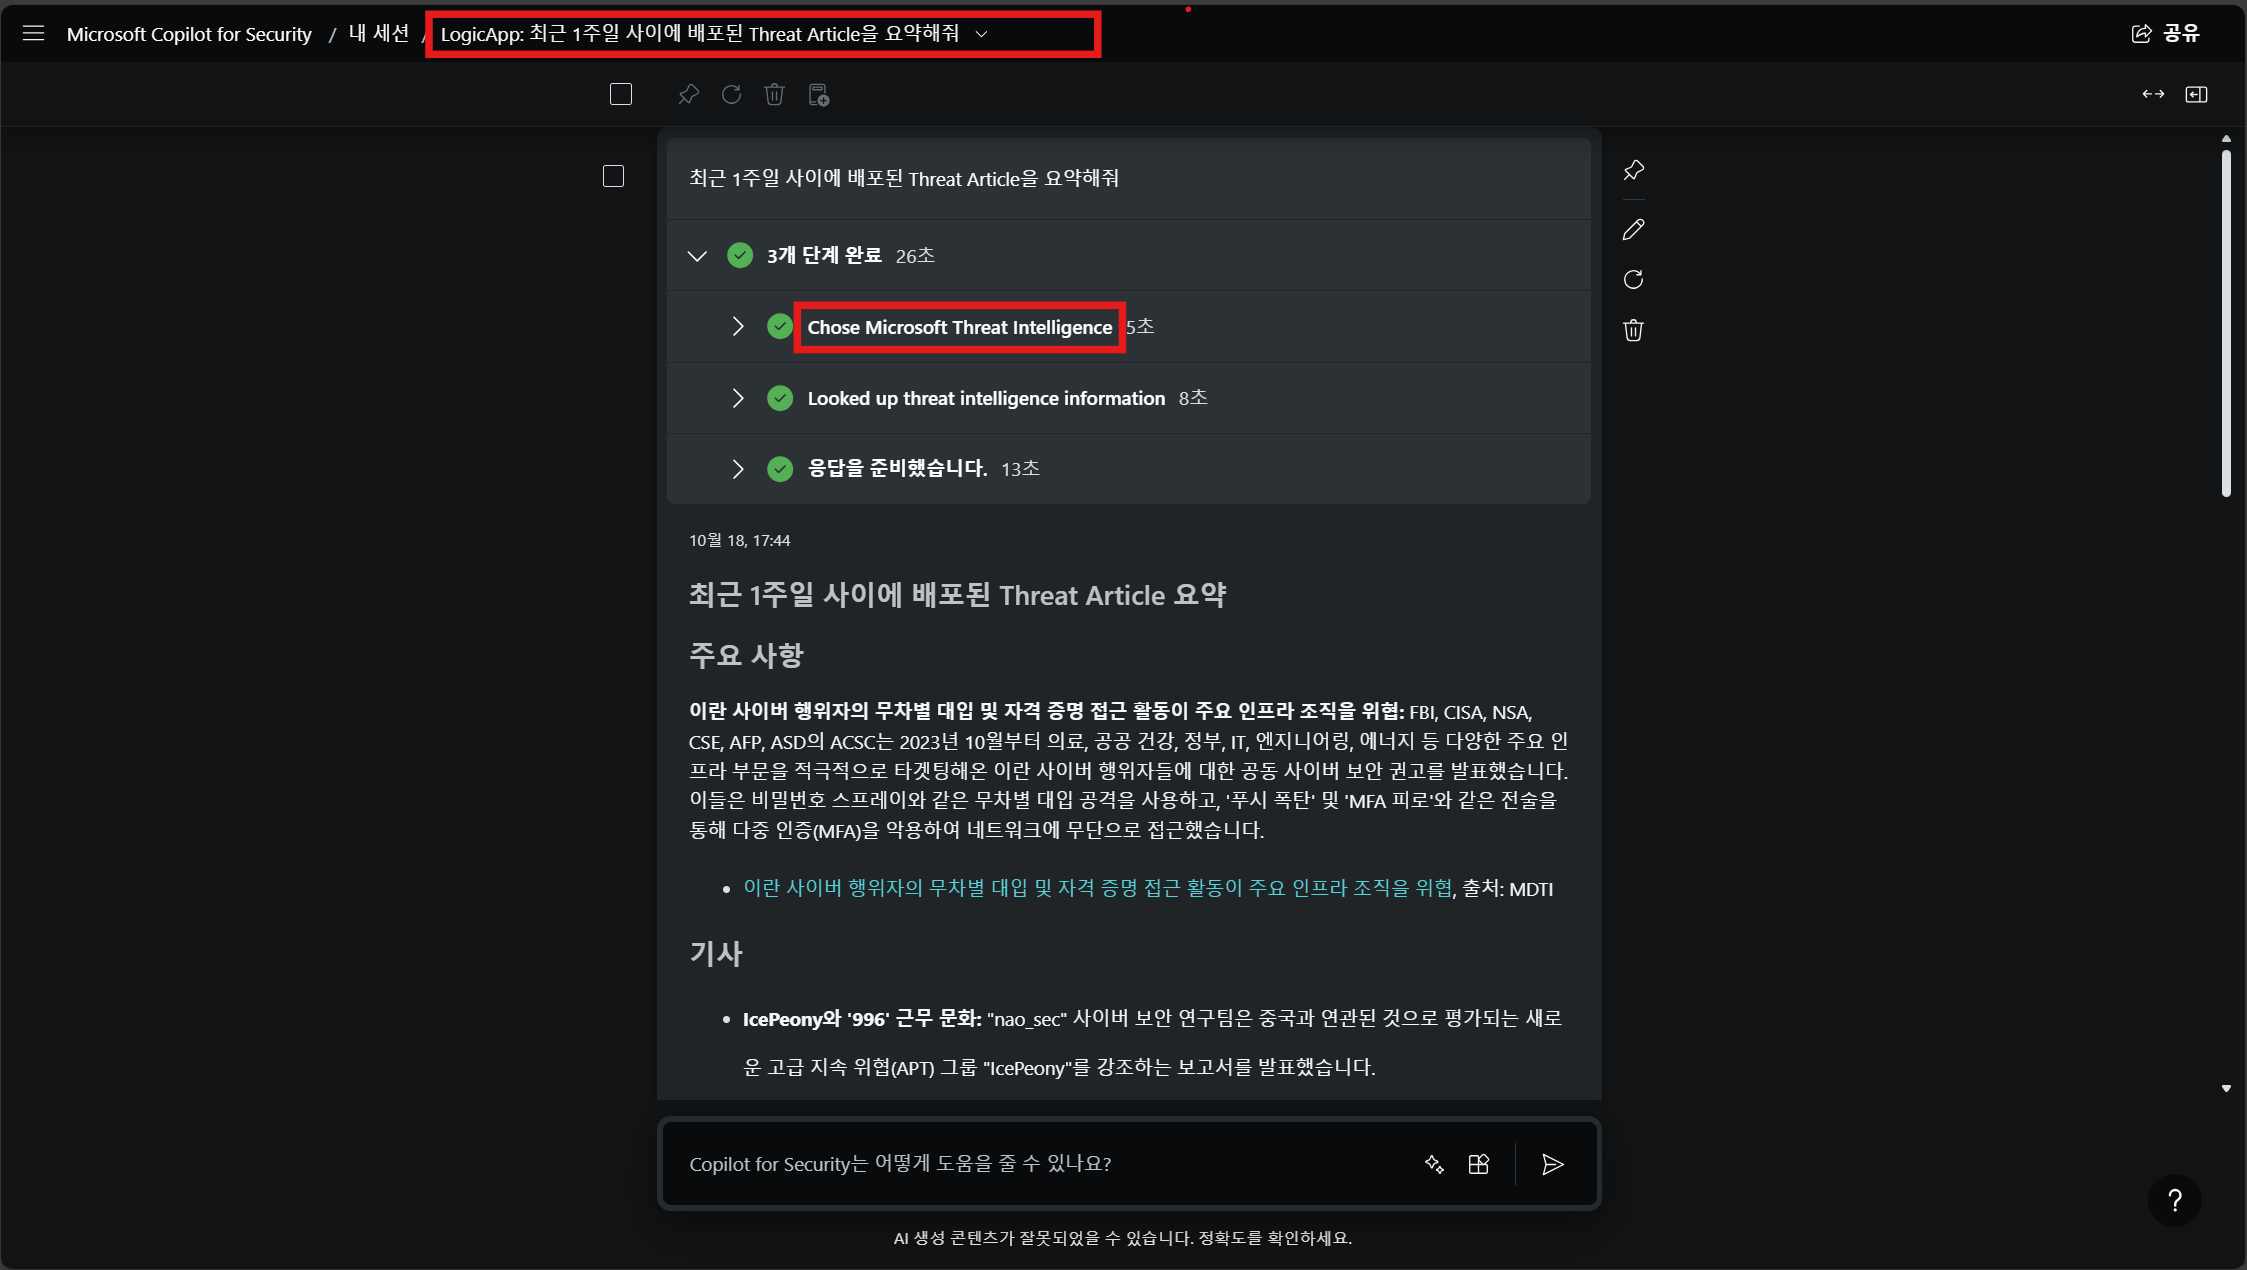 Microsoft Copilot for Security / 내 세션 / LogicApp: 최근 1주일 사이에 배포된 Threat Article을 요약해줘
공유
최근 1주일 사이에 배포된 Threat Article을 요약해줘
3개 단계 완료 26초
Chose Microsoft Threat Intelligence 5초
Looked up threat intelligence information 8초
응답을 준비했습니다. 13초
10월 18, 17:44
최근 1주일 사이에 배포된 Threat Article 요약
주요 사항
이란 사이버 행위자의 무차별 대입 및 자격 증명 접근 활동이 주요 인프라 조직을 위협: FBI, CISA, NSA,
CSE, AFP, ASD의 ACSC는 2023년 10월부터 의료, 공공 건강, 정부, IT, 엔지니어링, 에너지 등 다양한 주요 인
프라 부문을 적극적으로 타겟팅해온 이란 사이버 행위자들에 대한 공동 사이버 보안 권고를 발표했습니다.
이들은 비밀번호 스프레이와 같은 무차별 대입 공격을 사용하고, '푸시 폭탄' 및 'MFA 피로'와 같은 전술을
통해 다중 인증(MFA)을 악용하여 네트워크에 무단으로 접근했습니다.
• 이란 사이버 행위자의 무차별 대입 및 자격 증명 접근 활동이 주요 인프라 조직을 위협, 출처: MDTI
기사
• IcePeony와 '996' 근무 문화: "nao_sec" 사이버 보안 연구팀은 중국과 연관된 것으로 평가되는 새로
운 고급 지속 위협(APT) 그룹 "IcePeony"를 강조하는 보고서를 발표했습니다.
Copilot for Security는 어떻게 도움을 줄 수 있나요?
?
AI 생성 콘텐츠가 잘못되었을 수 있습니다. 정확도를 확인하세요.